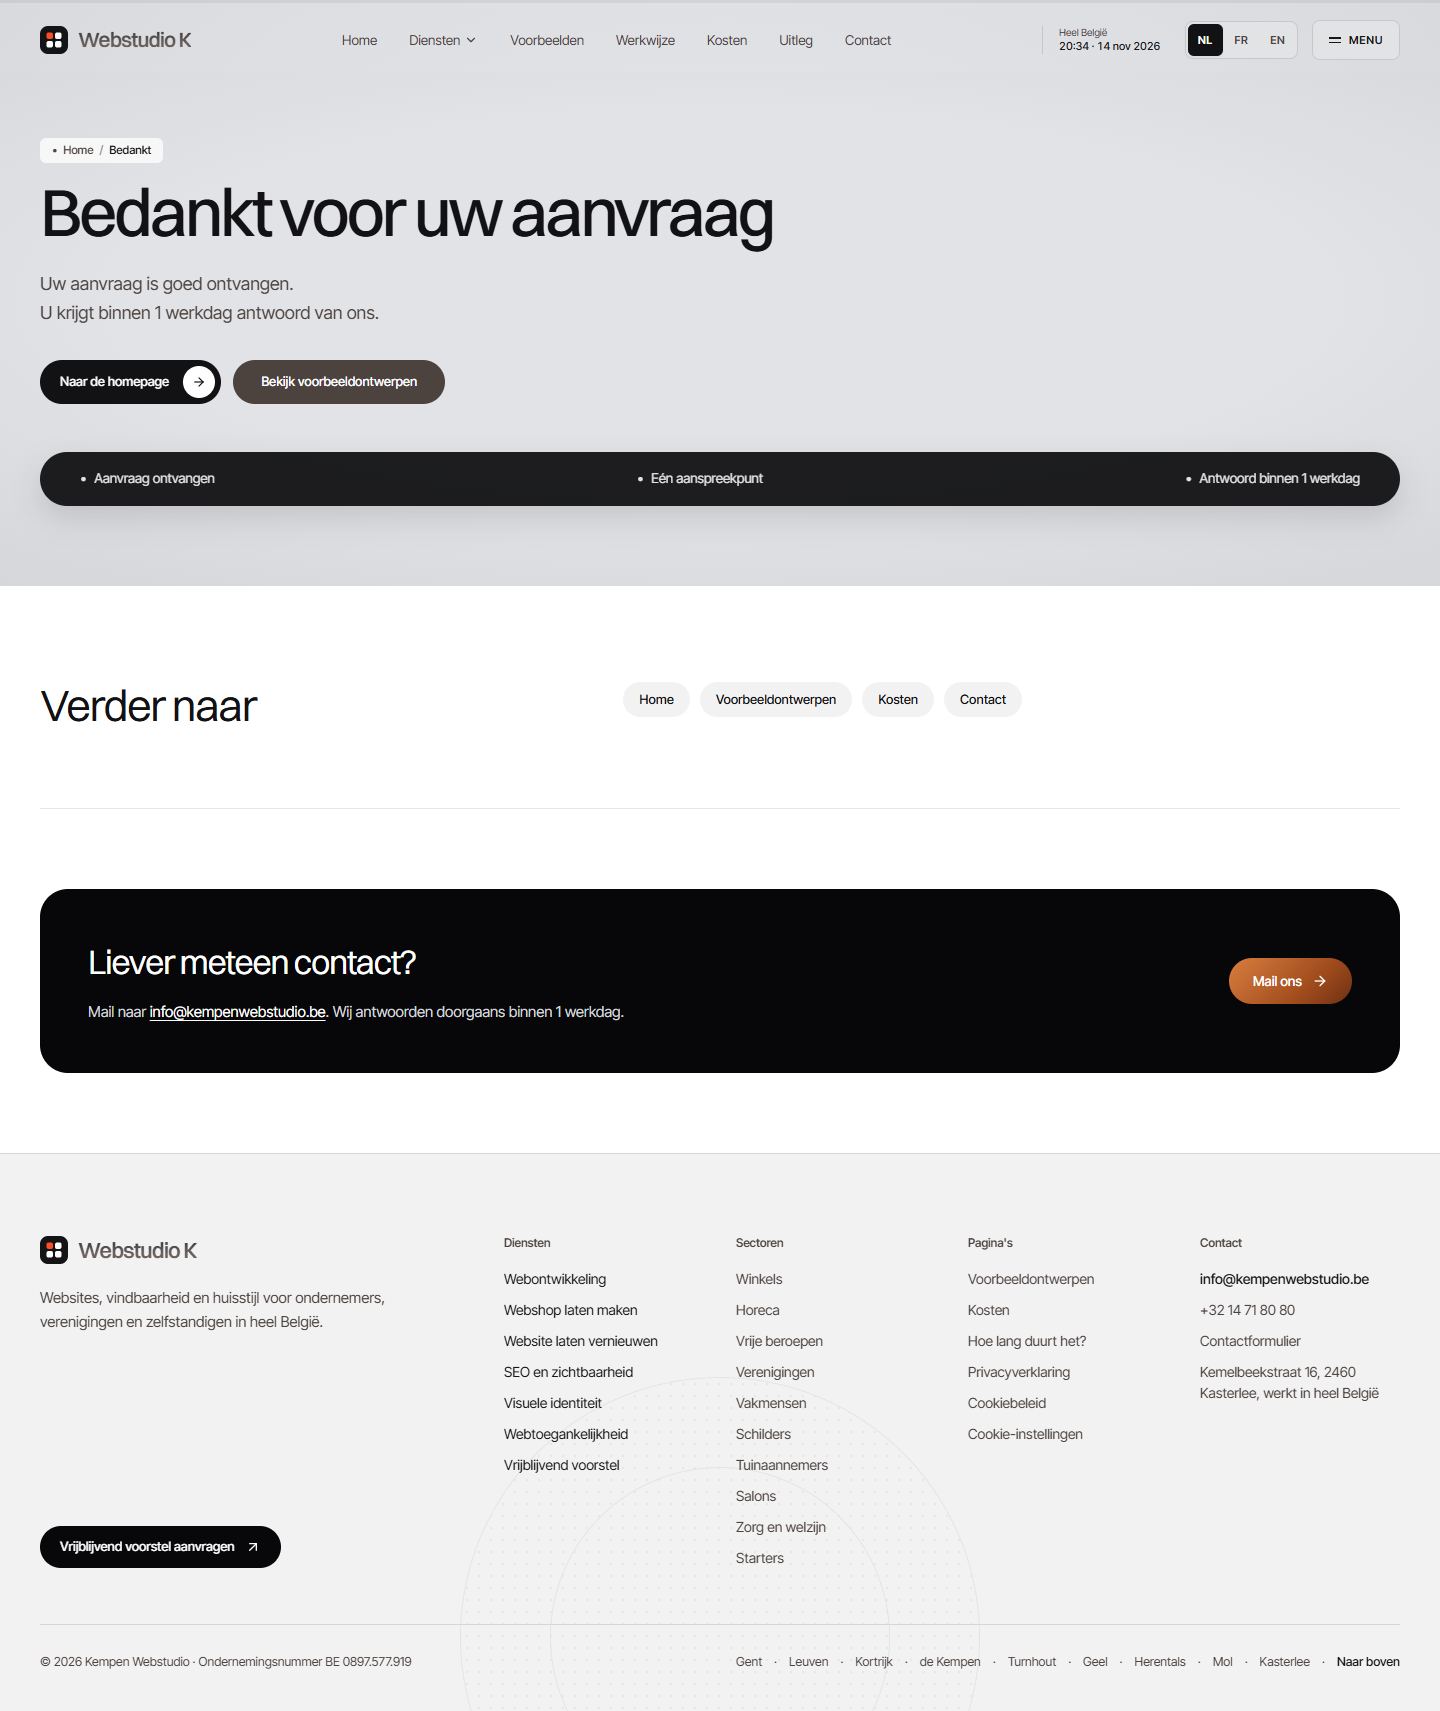 Webstudio K
Home
Diensten
Voorbeelden
Werkwijze
Kosten
Uitleg
Contact
Heel België
20:34 · 14 nov 2026
NL
FR
EN
MENU
• Home / Bedankt
Bedankt voor uw aanvraag
Uw aanvraag is goed ontvangen.
U krijgt binnen 1 werkdag antwoord van ons.
Naar de homepage
Bekijk voorbeeldontwerpen
• Aanvraag ontvangen
• Eén aanspreekpunt
• Antwoord binnen 1 werkdag
Verder naar
Home
Voorbeeldontwerpen
Kosten
Contact
Liever meteen contact?
Mail naar info@kempenwebstudio.be. Wij antwoorden doorgaans binnen 1 werkdag.
Mail ons
Webstudio K
Websites, vindbaarheid en huisstijl voor ondernemers,
verenigingen en zelfstandigen in heel België.
Vrijblijvend voorstel aanvragen
Diensten
Webontwikkeling
Webshop laten maken
Website laten vernieuwen
SEO en zichtbaarheid
Visuele identiteit
Webtoegankelijkheid
Vrijblijvend voorstel
Sectoren
Winkels
Horeca
Vrije beroepen
Verenigingen
Vakmensen
Schilders
Tuinaannemers
Salons
Zorg en welzijn
Starters
Pagina's
Voorbeeldontwerpen
Kosten
Hoe lang duurt het?
Privacyverklaring
Cookiebeleid
Cookie-instellingen
Contact
info@kempenwebstudio.be
+32 14 71 80 80
Contactformulier
Kemelbeekstraat 16, 2460
Kasterlee, werkt in heel België
© 2026 Kempen Webstudio · Ondernemingsnummer BE 0897.577.919
Gent · Leuven · Kortrijk · de Kempen · Turnhout · Geel · Herentals · Mol · Kasterlee · Naar boven